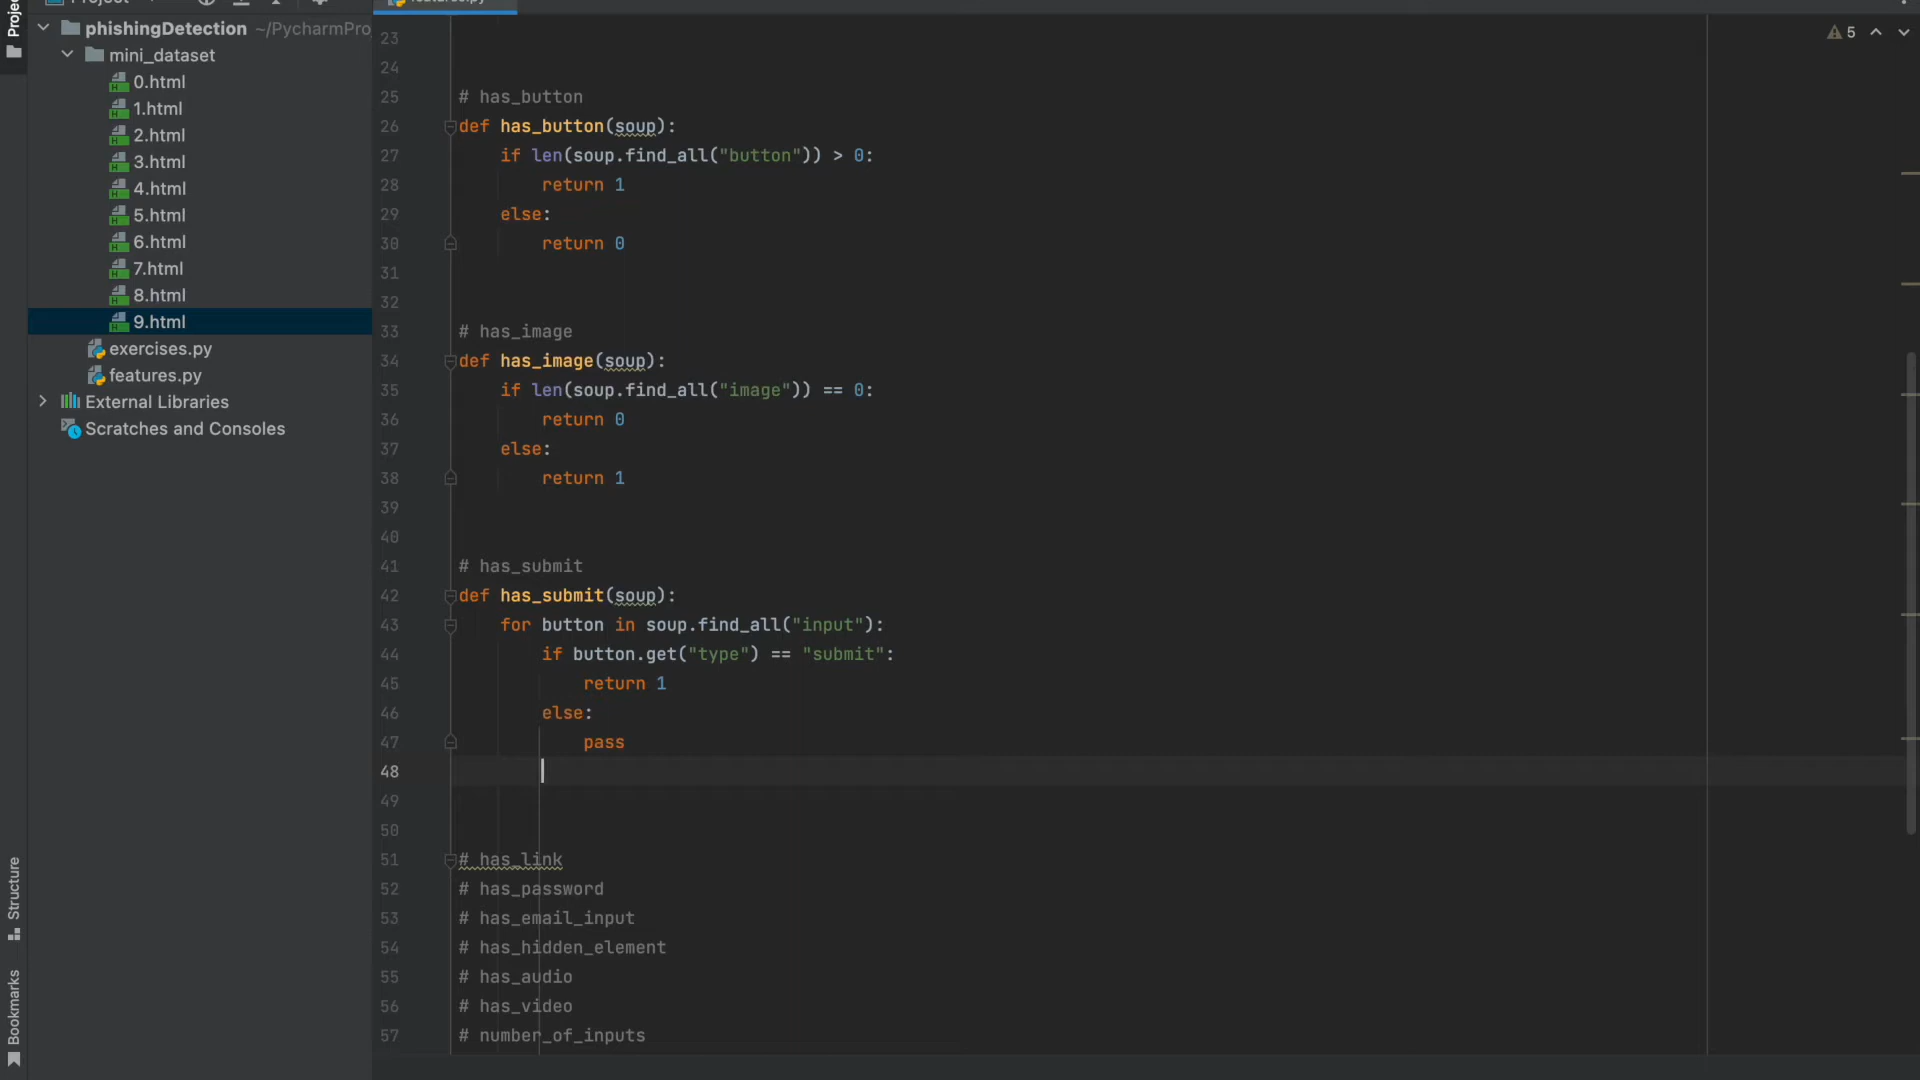 Project
phishingDetection ~/PycharmPro
mini_dataset
0.html
1.html
2.html
3.html
4.html
5.html
6.html
7.html
8.html
9.html
exercises.py
features.py
External Libraries
Scratches and Consoles
Structure
Bookmarks
features.py
5
23
24
25 # has_button
26 def has_button(soup):
27 if len(soup.find_all("button")) > 0:
28 return 1
29 else:
30 return 0
31
32
33 # has_image
34 def has_image(soup):
35 if len(soup.find_all("image")) == 0:
36 return 0
37 else:
38 return 1
39
40
41 # has_submit
42 def has_submit(soup):
43 for button in soup.find_all("input"):
44 if button.get("type") == "submit":
45 return 1
46 else:
47 pass
48
49
50
51 # has_link
52 # has_password
53 # has_email_input
54 # has_hidden_element
55 # has_audio
56 # has_video
57 # number_of_inputs